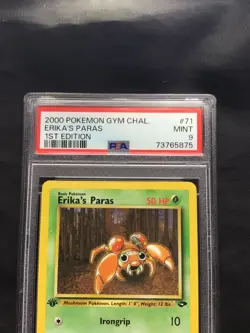 2000 POKEMON GYM CHAL. #71
ERIKA'S PARAS MINT
1ST EDITION 9
PSA 73765875
Basic Pokémon
Erika's Paras 50 HP
Mushroom Pokémon. Length: 1' 0", Weight: 12 lbs.
Irongrip 10